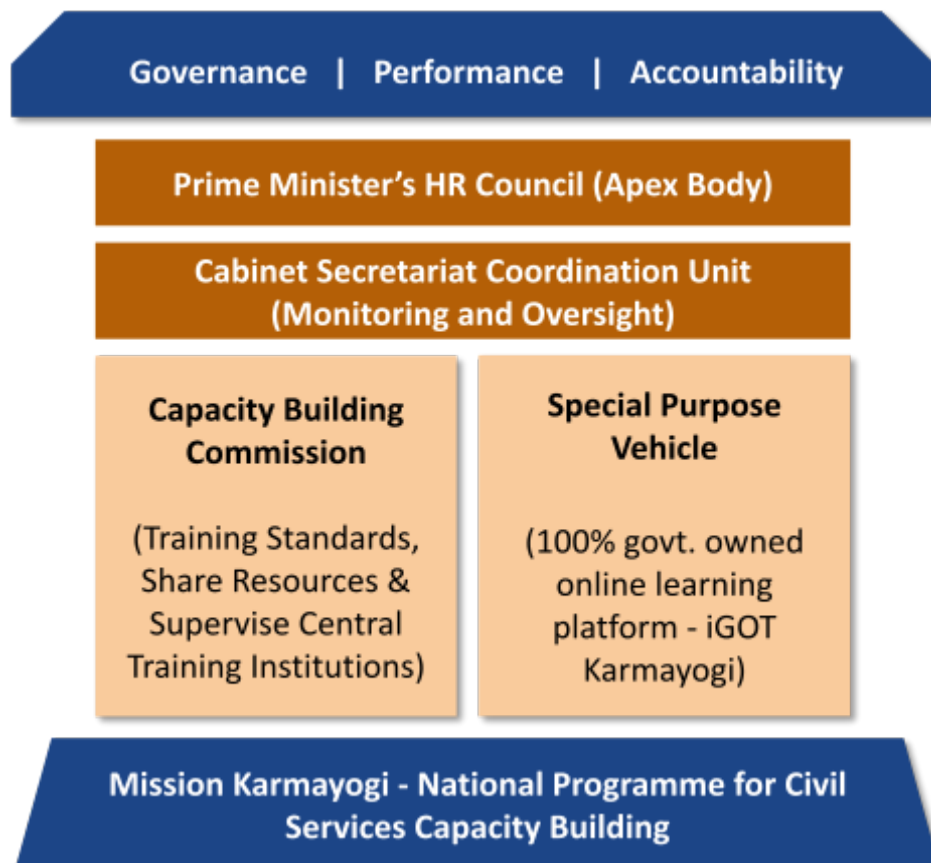 Governance | Performance | Accountability
Prime Minister’s HR Council (Apex Body)
Cabinet Secretariat Coordination Unit
(Monitoring and Oversight)
Capacity Building
Commission
(Training Standards,
Share Resources &
Supervise Central
Training Institutions)
Special Purpose
Vehicle
(100% govt. owned
online learning
platform - iGOT
Karmayogi)
Mission Karmayogi - National Programme for Civil
Services Capacity Building